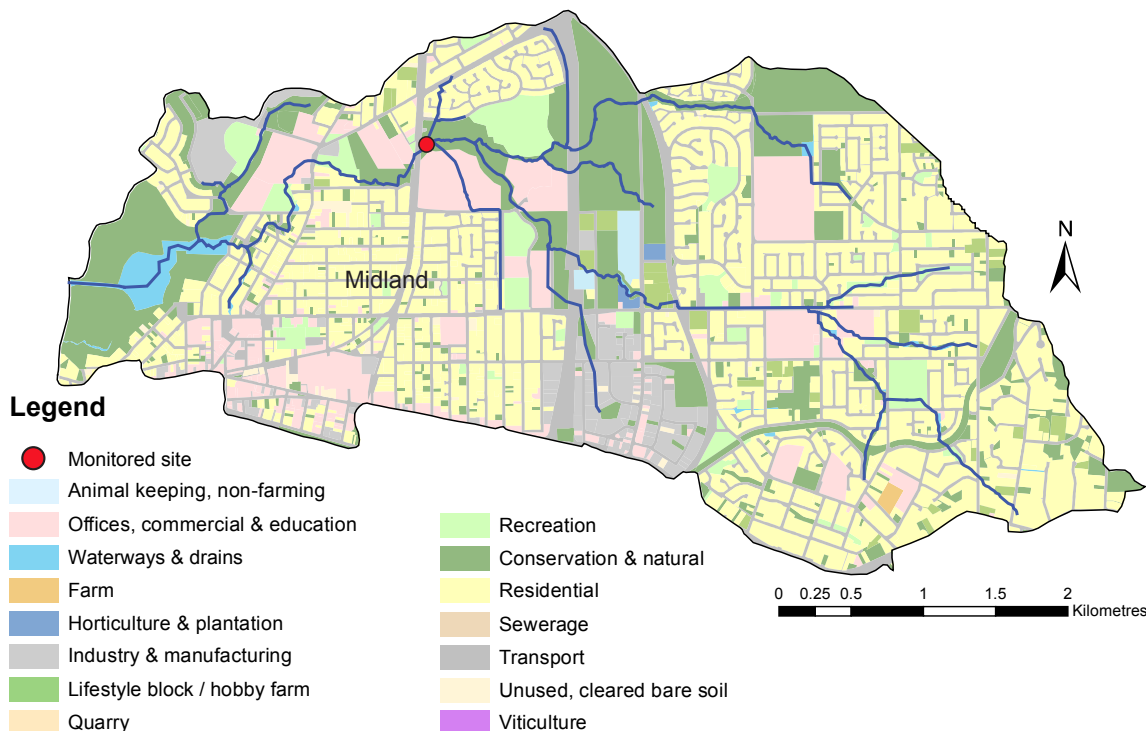 Midland
N
Legend
Monitored site
Animal keeping, non-farming
Offices, commercial & education
Waterways & drains
Farm
Horticulture & plantation
Industry & manufacturing
Lifestyle block / hobby farm
Quarry
Recreation
Conservation & natural
Residential
Sewerage
Transport
Unused, cleared bare soil
Viticulture
0 0.25 0.5 1 1.5 2
Kilometres